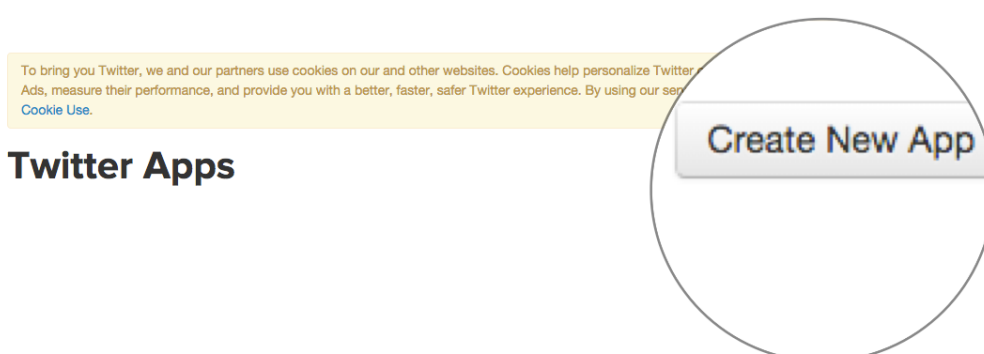 To bring you Twitter, we and our partners use cookies on our and other websites. Cookies help personalize Twitter
Ads, measure their performance, and provide you with a better, faster, safer Twitter experience. By using our
Cookie Use.
Twitter Apps
Create New App